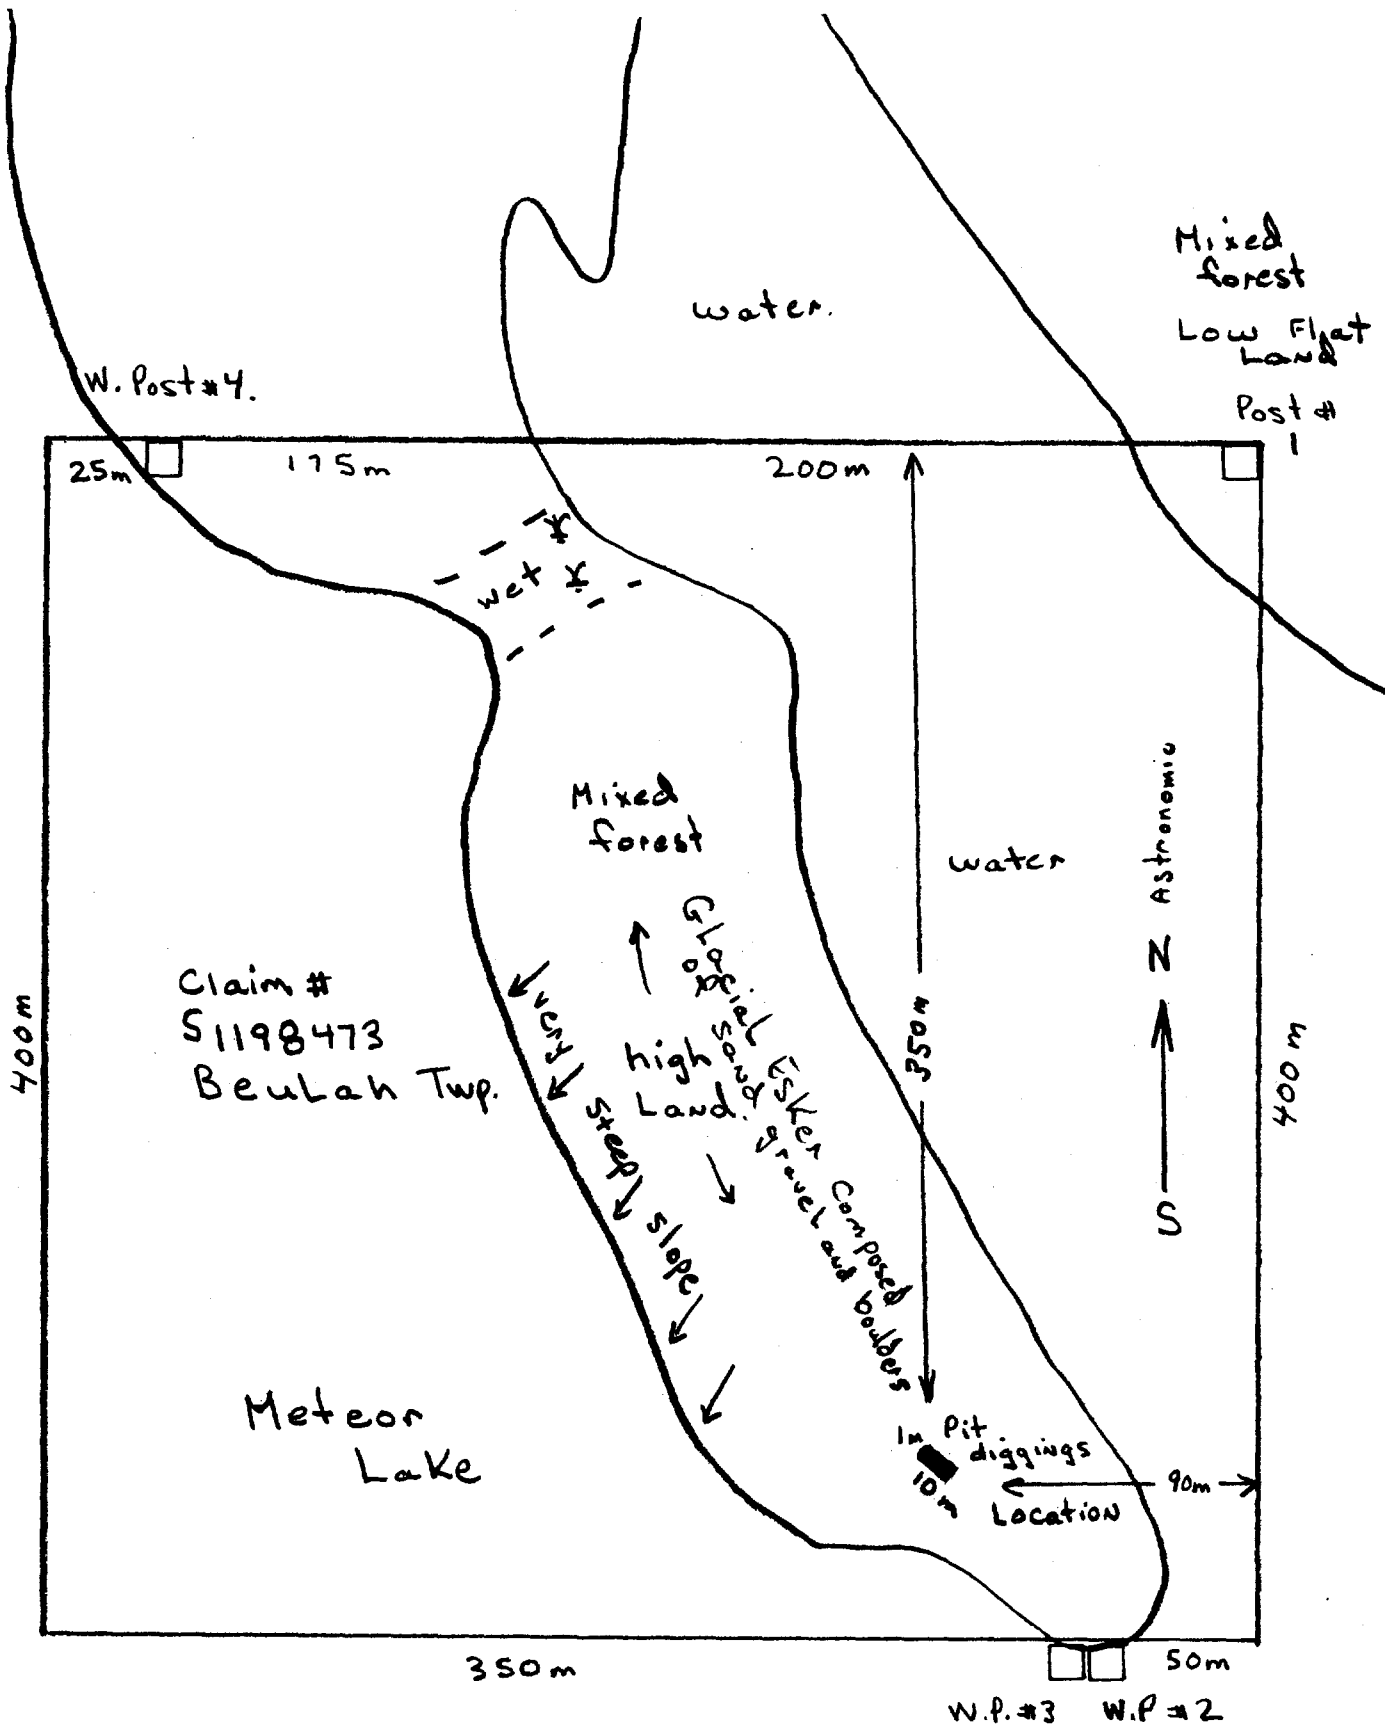 Mixed
forest
Low Flat
Land
water.
W. Post #4.
Post #
1
25m
175m
200m
wet
Mixed
forest
water
N Astronomic
S
Glacial Esker Composed
of sand gravel and boulders
high
Land.
very steep slope
350m
Claim #
S1198473
Beulah Twp.
400m
400m
Meteor
Lake
1m
Pit
diggings
10m
90m
Location
350m
50m
W.P. #3
W.P #2